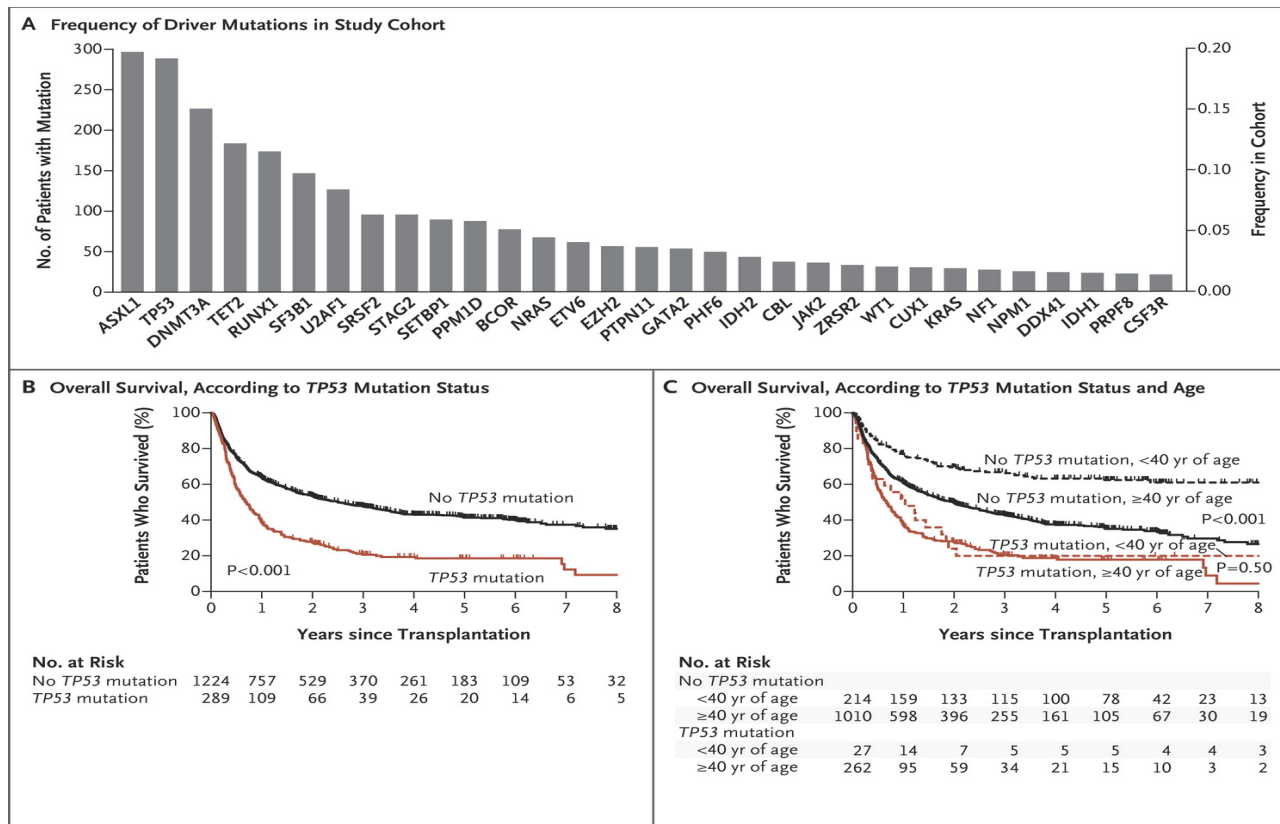 A Frequency of Driver Mutations in Study Cohort
No. of Patients with Mutation
300
250
200
150
100
50
0
0.20
0.15
0.10
0.05
0.00
Frequency in Cohort
ASXL1 TP53 DNMT3A TET2 RUNX1 SF3B1 U2AF1 SRSF2 STAG2 SETBP1 PPM1D BCOR NRAS ETV6 EZH2 PTPN11 GATA2 PHF6 IDH2 CBL JAK2 ZRSR2 WT1 CUX1 KRAS NF1 NPM1 DDX41 IDH1 PRPF8 CSF3R
B Overall Survival, According to TP53 Mutation Status
Patients Who Survived (%)
100
80
60
40
20
0
No TP53 mutation
TP53 mutation
P<0.001
0 1 2 3 4 5 6 7 8
Years since Transplantation
No. at Risk
No TP53 mutation 1224 757 529 370 261 183 109 53 32
TP53 mutation 289 109 66 39 26 20 14 6 5
C Overall Survival, According to TP53 Mutation Status and Age
Patients Who Survived (%)
100
80
60
40
20
0
No TP53 mutation, <40 yr of age
No TP53 mutation, ≥40 yr of age
P<0.001
TP53 mutation, <40 yr of age
P=0.50
TP53 mutation, ≥40 yr of age
0 1 2 3 4 5 6 7 8
Years since Transplantation
No. at Risk
No TP53 mutation
<40 yr of age 214 159 133 115 100 78 42 23 13
≥40 yr of age 1010 598 396 255 161 105 67 30 19
TP53 mutation
<40 yr of age 27 14 7 5 5 5 4 4 3
≥40 yr of age 262 95 59 34 21 15 10 3 2